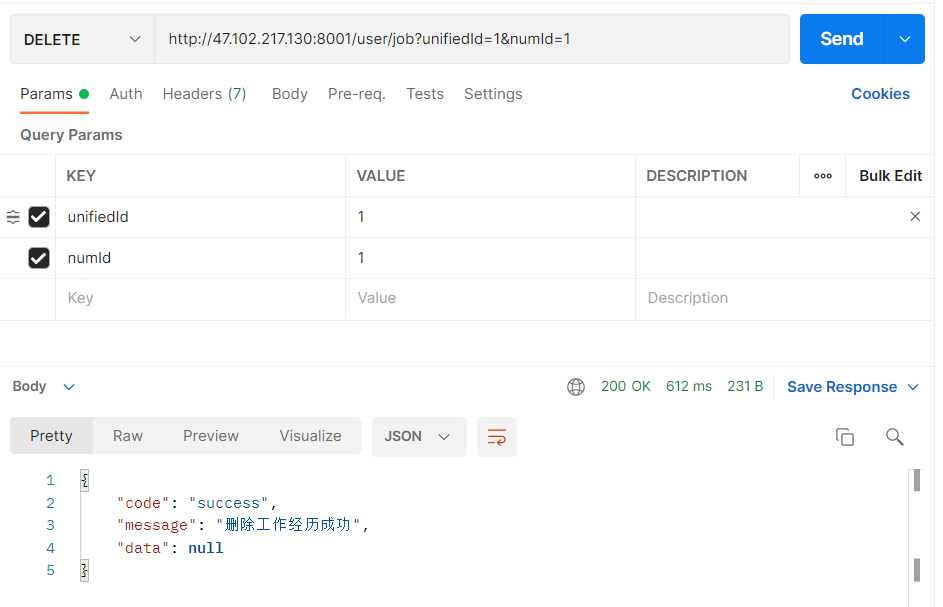 DELETE http://47.102.217.130:8001/user/job?unifiedId=1&numId=1 Send
Params Auth Headers (7) Body Pre-req. Tests Settings Cookies
Query Params
KEY VALUE DESCRIPTION ooo Bulk Edit
unifiedId 1
numId 1
Key Value Description
Body 200 OK 612 ms 231 B Save Response
Pretty Raw Preview Visualize JSON
1 {
2 "code": "success",
3 "message": "删除工作经历成功",
4 "data": null
5 }